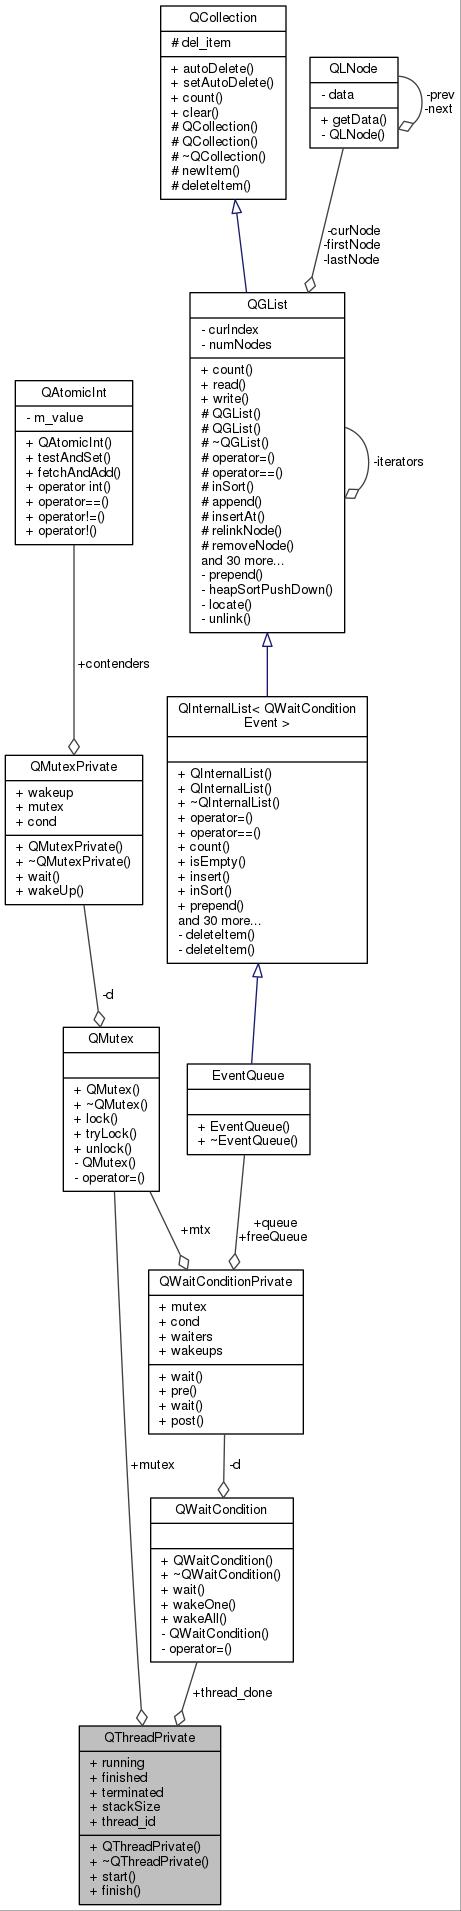 QCollection
# del_item
+ autoDelete()
+ setAutoDelete()
+ count()
+ clear()
# QCollection()
# QCollection()
# ~QCollection()
# newItem()
# deleteItem()
QLNode
- data
+ getData()
- QLNode()
-prev
-next
-curNode
-firstNode
-lastNode
QGList
- curIndex
- numNodes
+ count()
+ read()
+ write()
# QGList()
# QGList()
# ~QGList()
# operator=()
# operator==()
# inSort()
# append()
# insertAt()
# relinkNode()
# removeNode()
and 30 more...
- prepend()
- heapSortPushDown()
- locate()
- unlink()
-iterators
QAtomicInt
- m_value
+ QAtomicInt()
+ testAndSet()
+ fetchAndAdd()
+ operator int()
+ operator==()
+ operator!=()
+ operator!()
+contenders
QInternalList< QWaitCondition
Event >
+ QInternalList()
+ QInternalList()
+ ~QInternalList()
+ operator=()
+ operator==()
+ count()
+ isEmpty()
+ insert()
+ inSort()
+ prepend()
and 30 more...
- deleteItem()
- deleteItem()
QMutexPrivate
+ wakeup
+ mutex
+ cond
+ QMutexPrivate()
+ ~QMutexPrivate()
+ wait()
+ wakeUp()
-d
QMutex
+ QMutex()
+ ~QMutex()
+ lock()
+ tryLock()
+ unlock()
- QMutex()
- operator=()
EventQueue
+ EventQueue()
+ ~EventQueue()
+mtx
+queue
+freeQueue
QWaitConditionPrivate
+ mutex
+ cond
+ waiters
+ wakeups
+ wait()
+ pre()
+ wait()
+ post()
+mutex
-d
QWaitCondition
+ QWaitCondition()
+ ~QWaitCondition()
+ wait()
+ wakeOne()
+ wakeAll()
- QWaitCondition()
- operator=()
+thread_done
QThreadPrivate
+ running
+ finished
+ terminated
+ stackSize
+ thread_id
+ QThreadPrivate()
+ ~QThreadPrivate()
+ start()
+ finish()